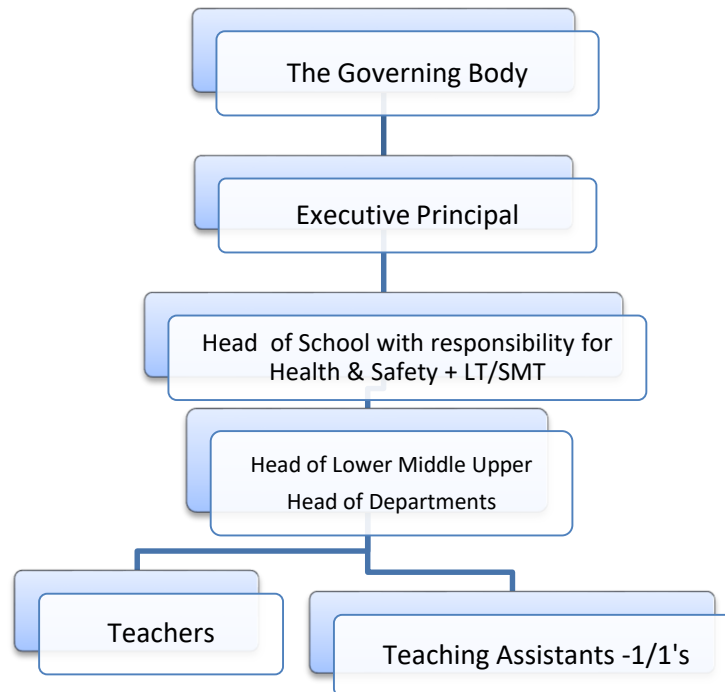 The Governing Body
Executive Principal
Head  of School with responsibility for
Health & Safety + LT/SMT
Head of Lower Middle Upper
Head of Departments
Teachers
Teaching Assistants -1/1's